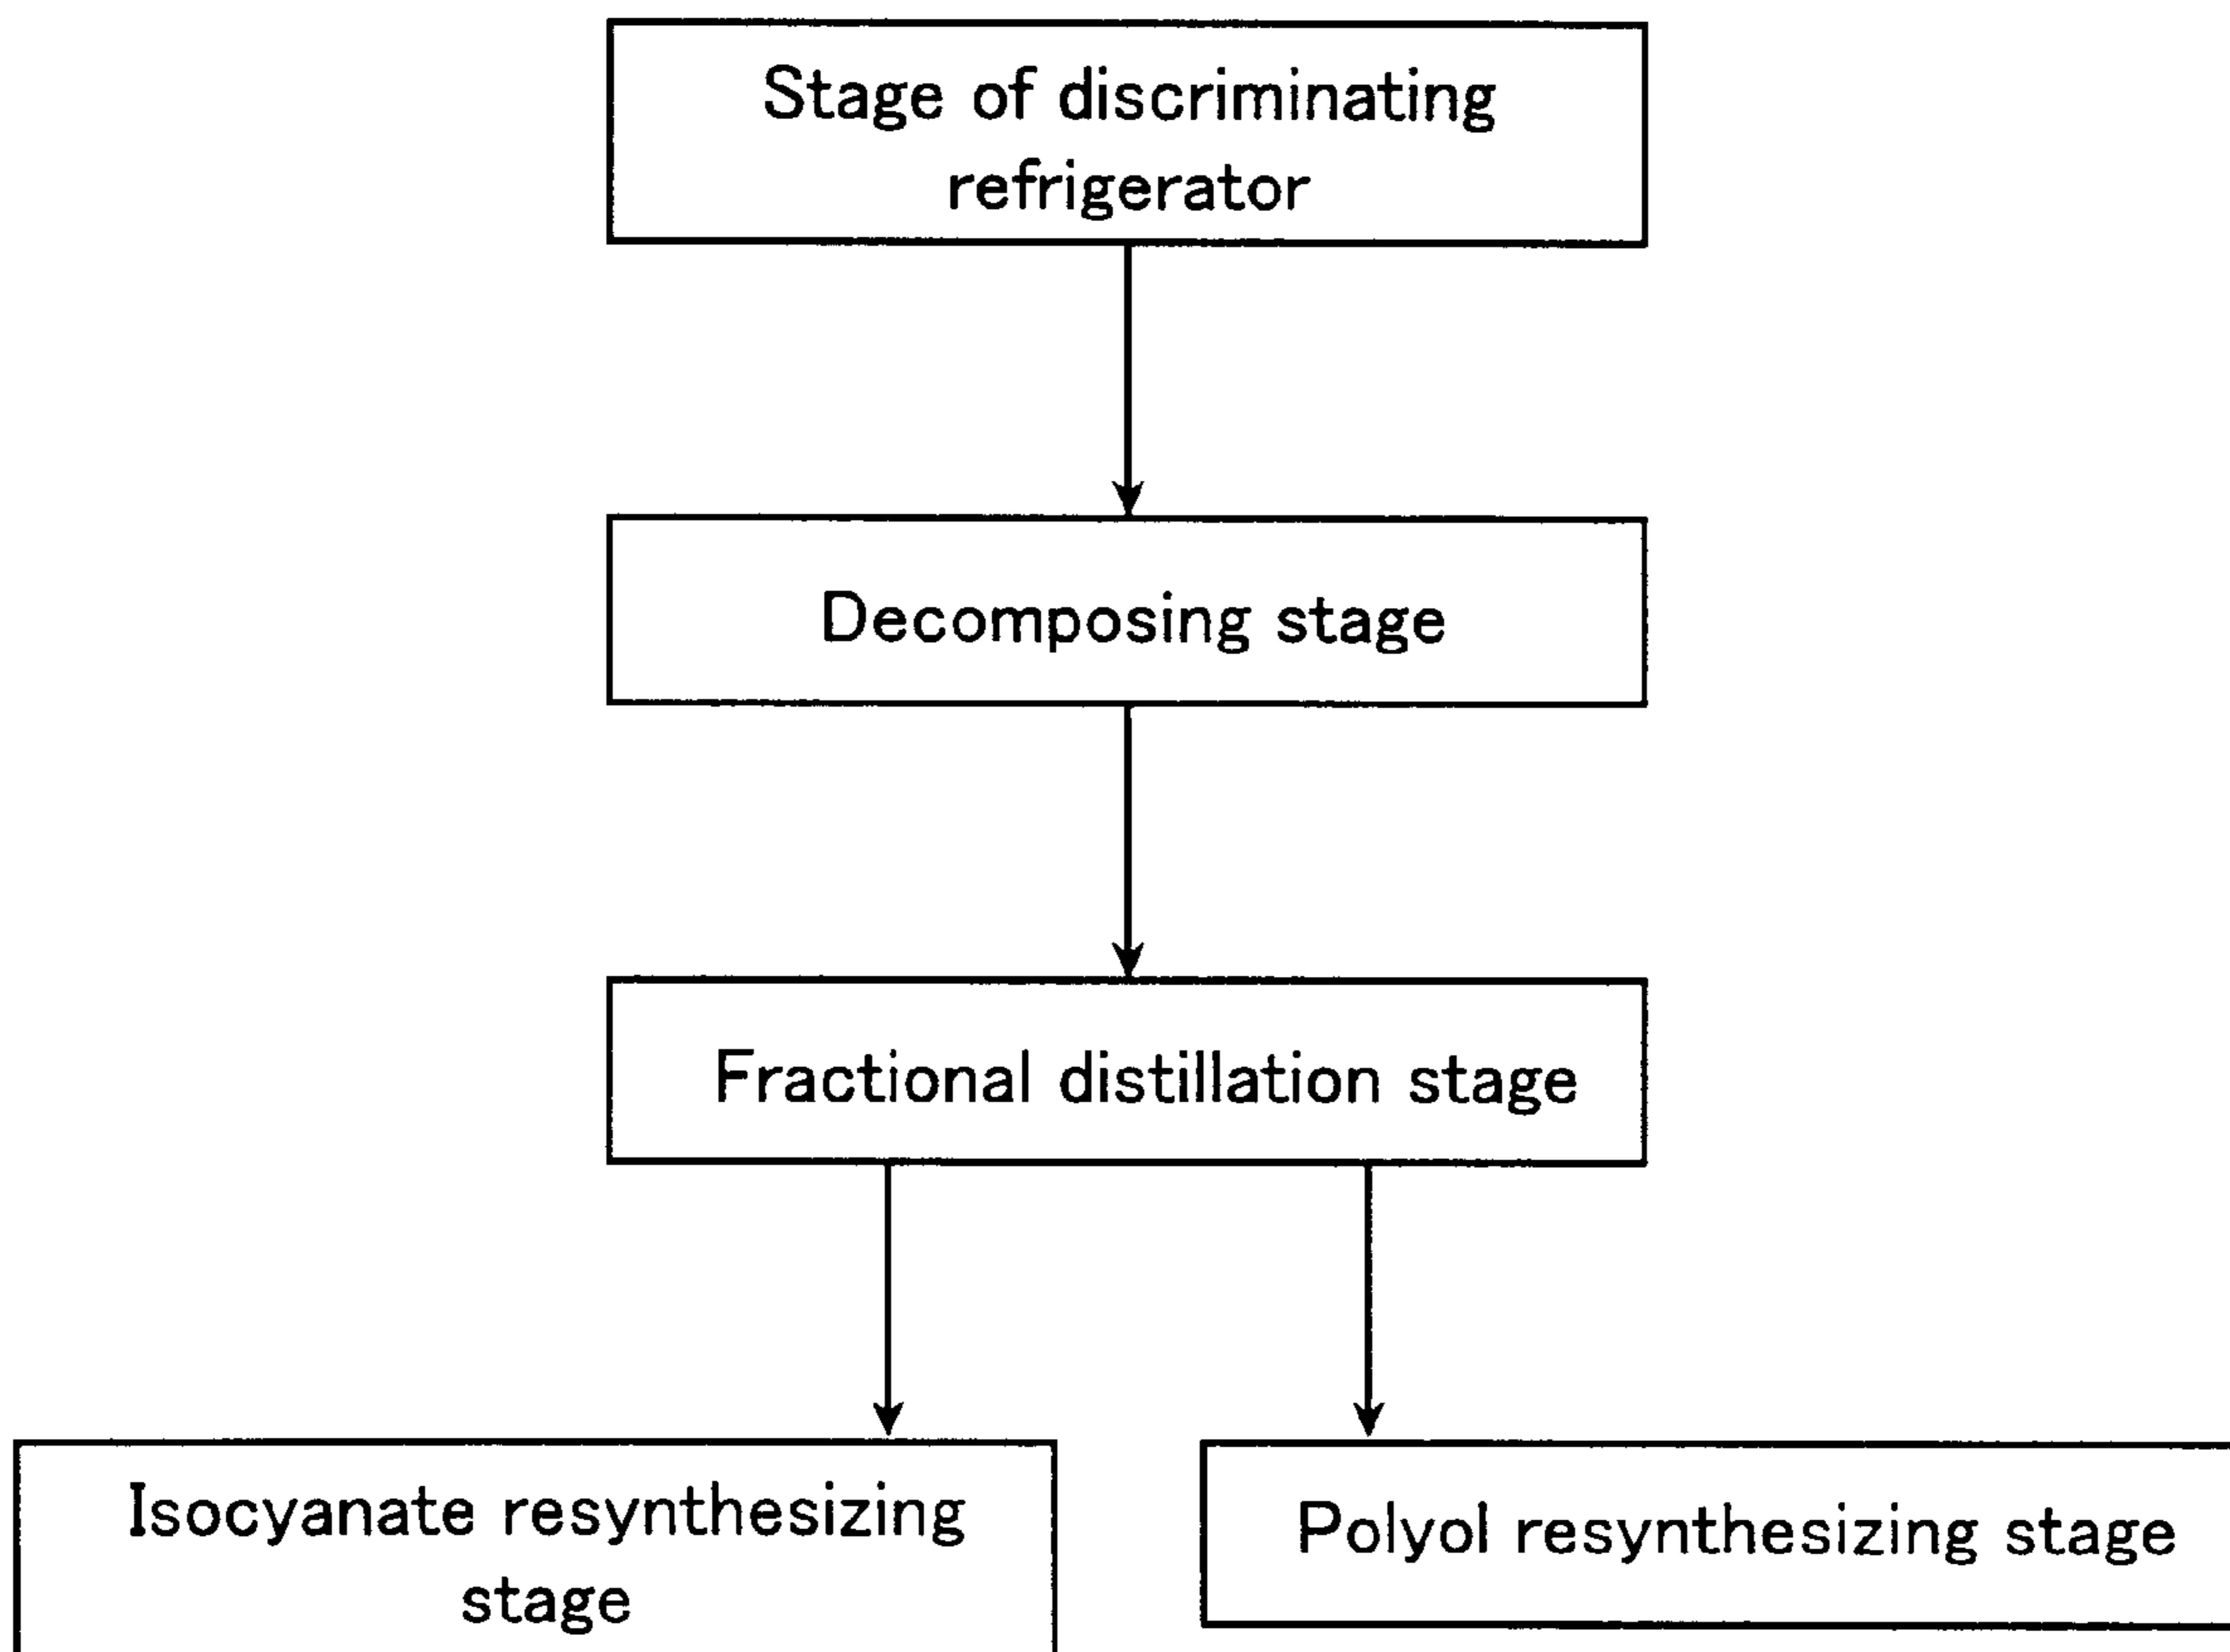 Stage of discriminating
refrigerator
Decomposing stage
Fractional distillation stage
Isocyanate resynthesizing
stage
Polyol resynthesizing stage